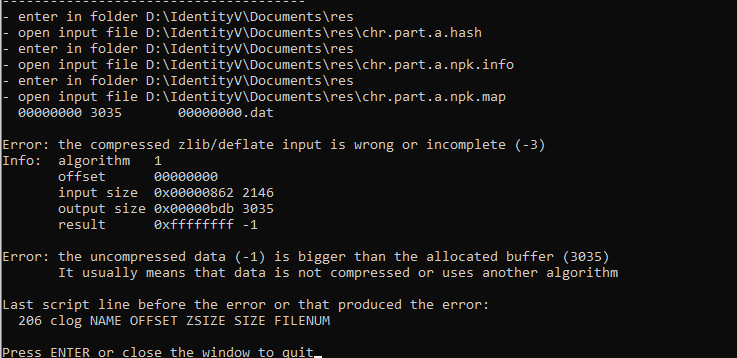 ---------------------------------------
- enter in folder D:\IdentityV\Documents\res
- open input file D:\IdentityV\Documents\res\chr.part.a.hash
- enter in folder D:\IdentityV\Documents\res
- open input file D:\IdentityV\Documents\res\chr.part.a.npk.info
- enter in folder D:\IdentityV\Documents\res
- open input file D:\IdentityV\Documents\res\chr.part.a.npk.map
  00000000 3035       00000000.dat

Error: the compressed zlib/deflate input is wrong or incomplete (-3)
Info:  algorithm   1
       offset      00000000
       input size  0x00000862 2146
       output size 0x00000bdb 3035
       result      0xffffffff -1

Error: the uncompressed data (-1) is bigger than the allocated buffer (3035)
       It usually means that data is not compressed or uses another algorithm

Last script line before the error or that produced the error:
  206 clog NAME OFFSET ZSIZE SIZE FILENUM

Press ENTER or close the window to quit_